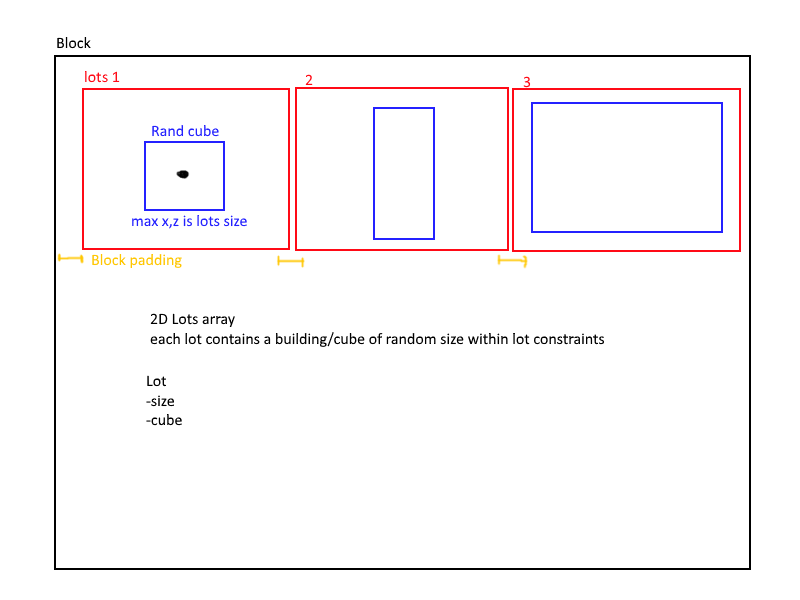 Block
lots 1
2
3
Rand cube
max x,z is lots size
Block padding
2D Lots array
each lot contains a building/cube of random size within lot constraints
Lot
-size
-cube